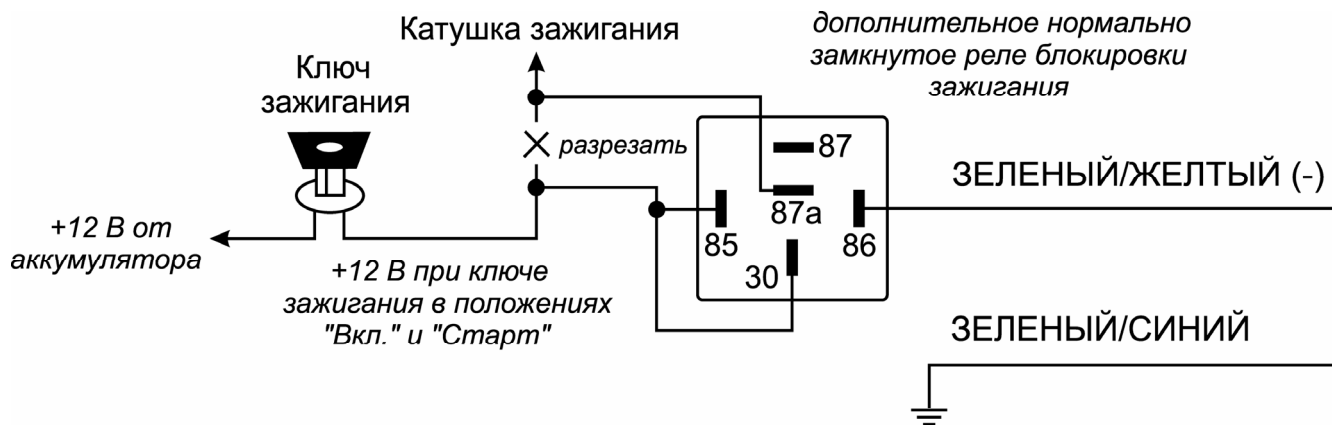 Катушка зажигания
дополнительное нормально
замкнутое реле блокировки
зажигания
Ключ
зажигания
разрезать
87
87а
85
86
30
ЗЕЛЕНЫЙ/ЖЕЛТЫЙ (-)
+12 В от
аккумулятора
+12 В при ключе
зажигания в положениях
"Вкл." и "Старт"
ЗЕЛЕНЫЙ/СИНИЙ